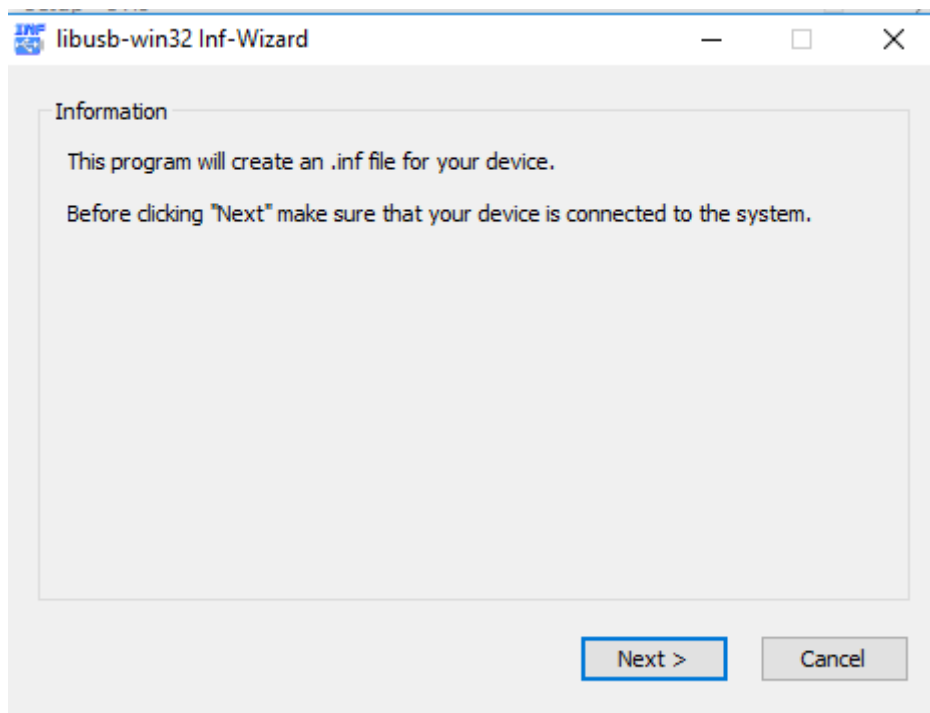 INF
libusb-win32 Inf-Wizard
Information
This program will create an .inf file for your device.
Before clicking "Next" make sure that your device is connected to the system.
Next >
Cancel